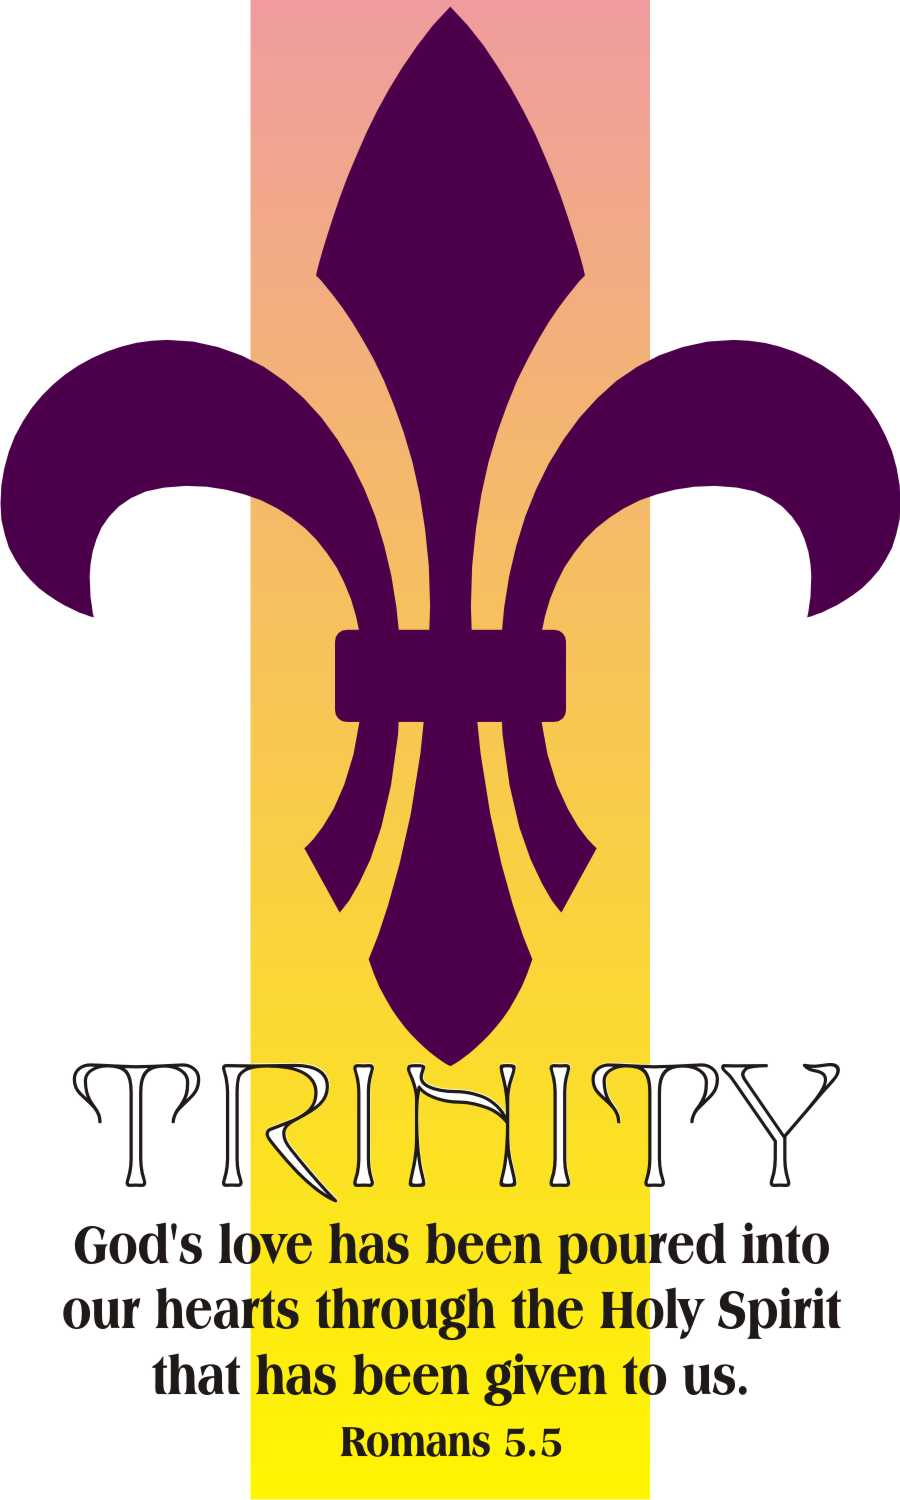 TRINITY
God's love has been poured into
our hearts through the Holy Spirit
that has been given to us.
Romans 5.5